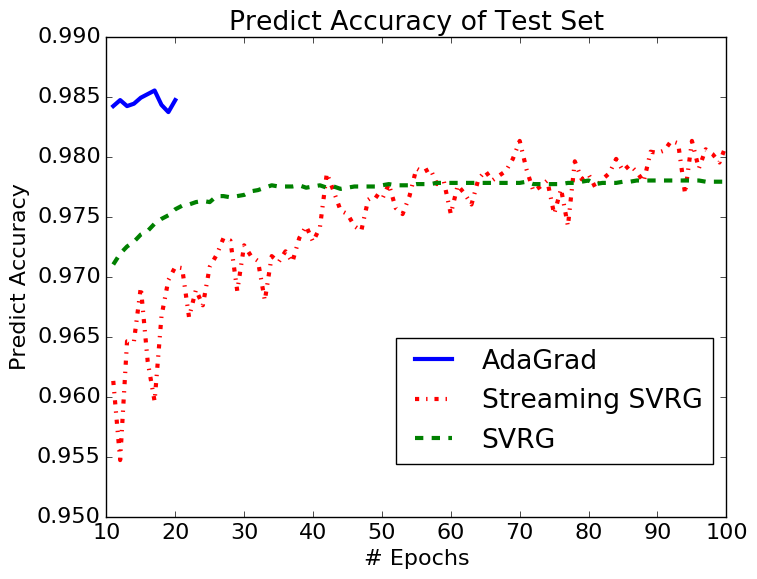 Predict Accuracy of Test Set
0.990
0.985
0.980
0.975
0.970
0.965
0.960
0.955
0.950
Predict Accuracy
AdaGrad
Streaming SVRG
SVRG
10 20 30 40 50 60 70 80 90 100
# Epochs